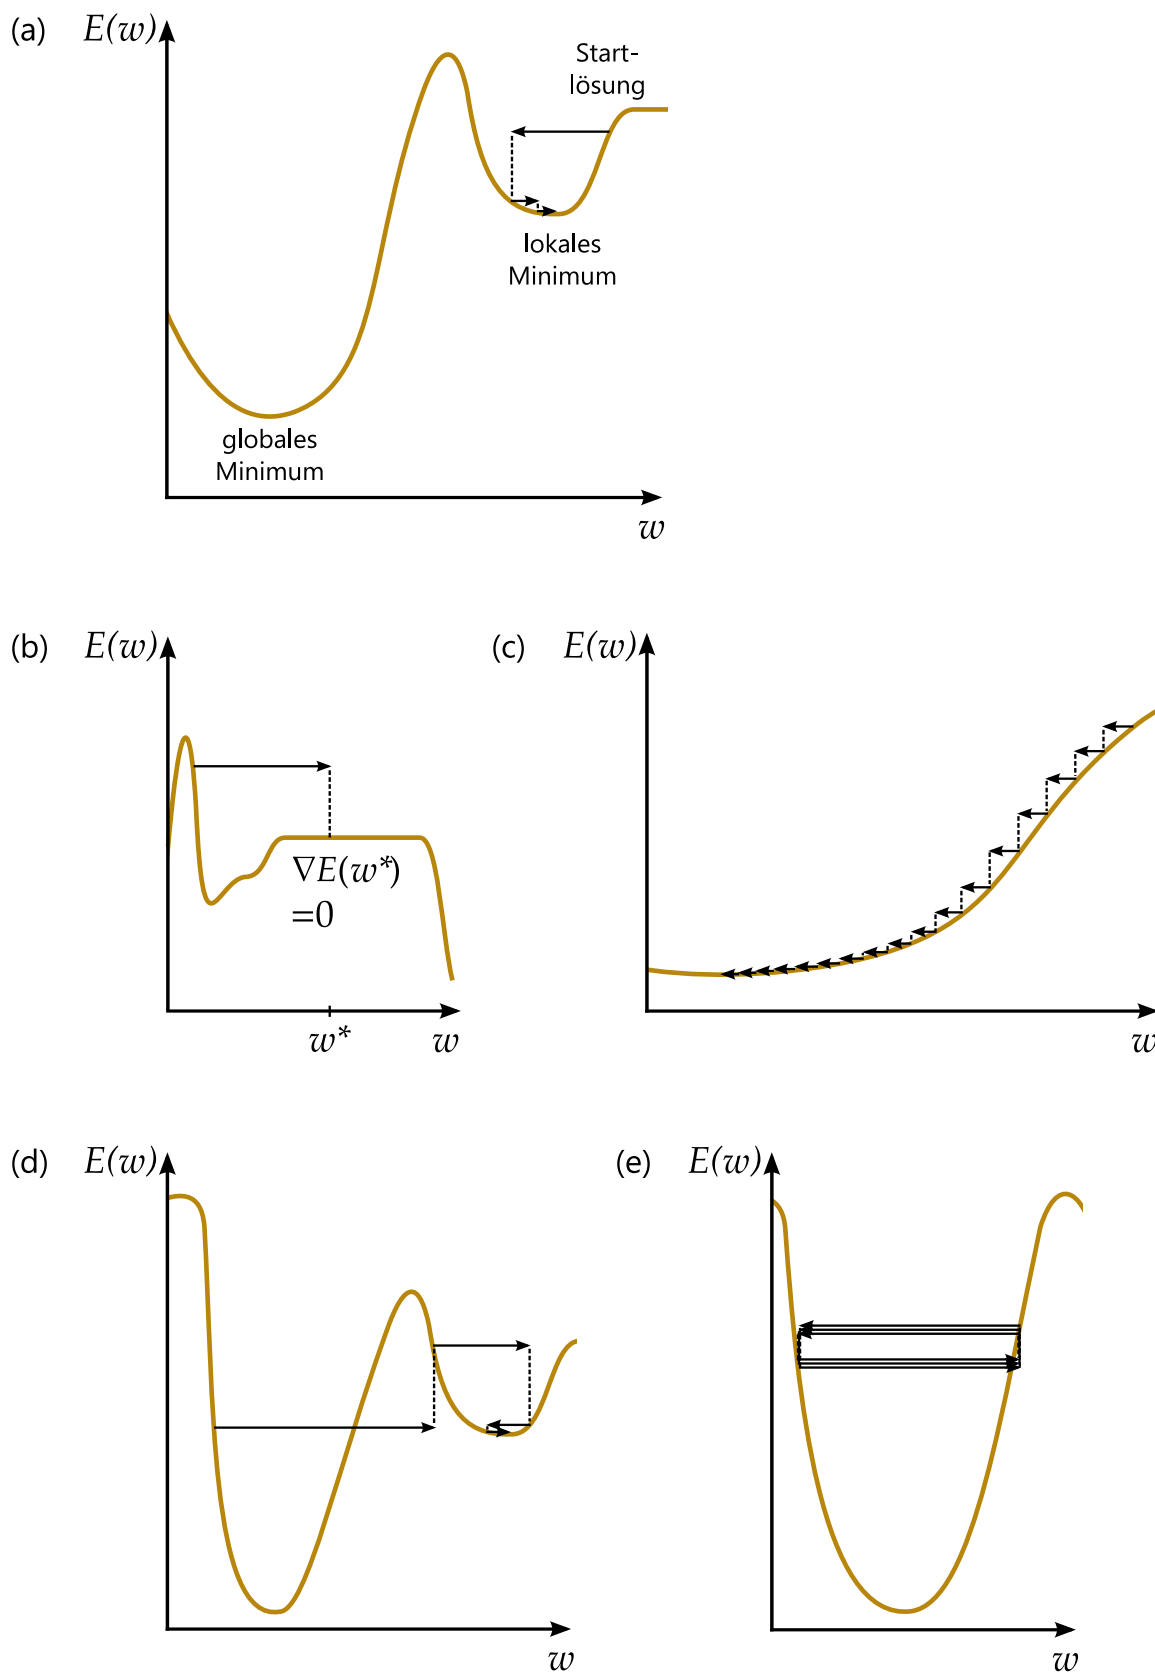 (a) E(w)
Start-
lösung
lokales
Minimum
globales
Minimum
w
(b) E(w)
∇E(w*)
=0
w* w
(c) E(w)
w
(d) E(w)
w
(e) E(w)
w